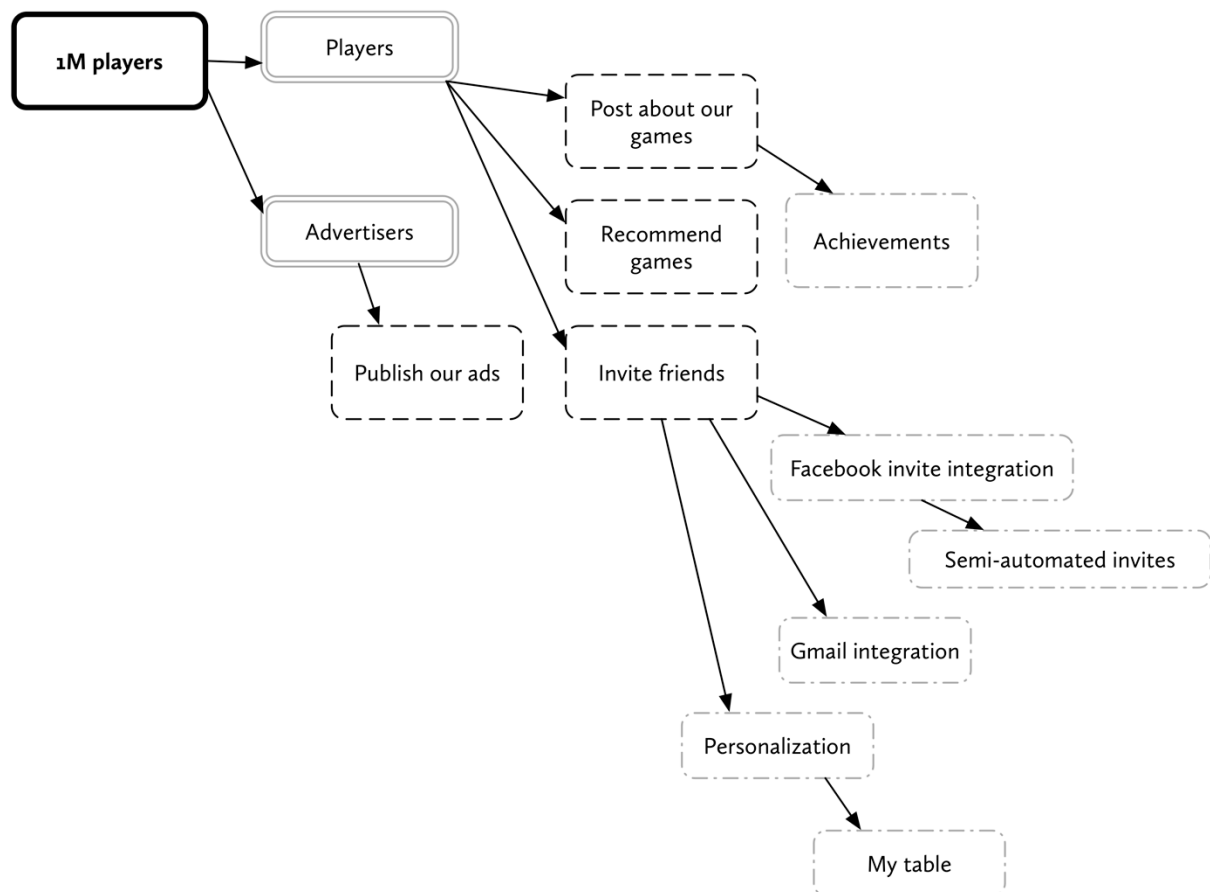 1M players
Players
Post about our
games
Advertisers
Recommend
games
Achievements
Publish our ads
Invite friends
Facebook invite integration
Semi-automated invites
Gmail integration
Personalization
My table